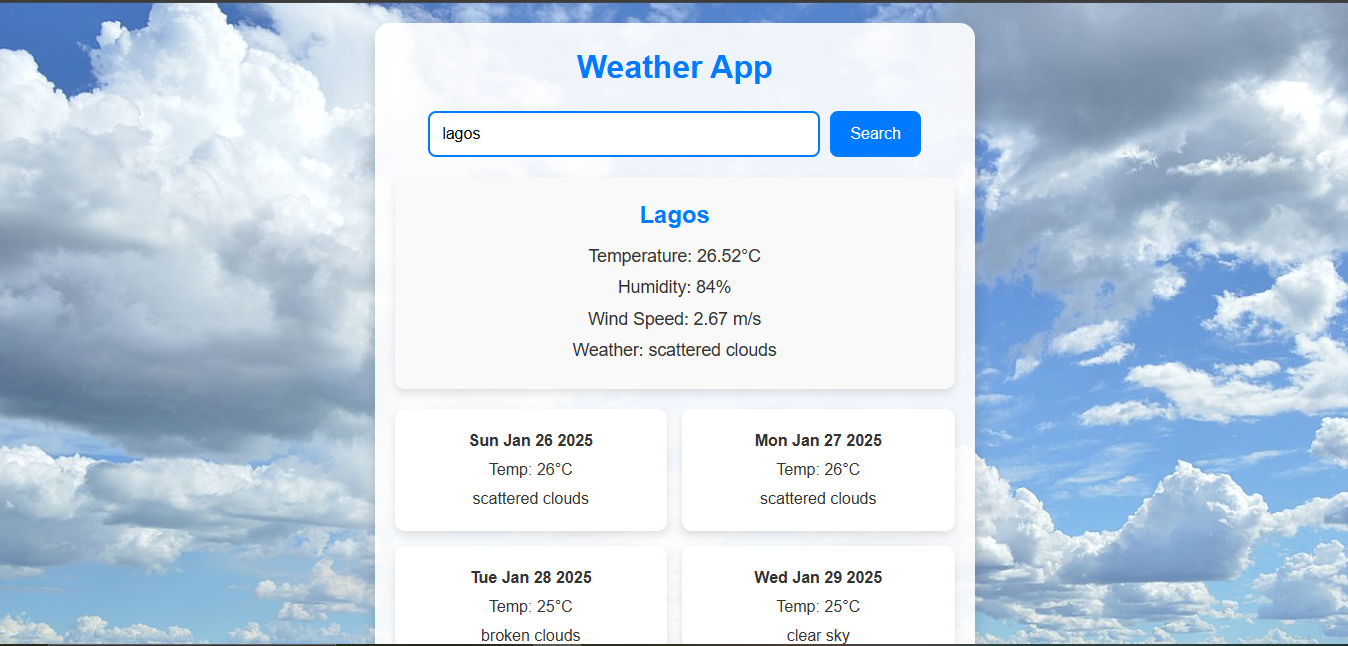 Weather App
lagos
Search
Lagos
Temperature: 26.52°C
Humidity: 84%
Wind Speed: 2.67 m/s
Weather: scattered clouds
Sun Jan 26 2025
Temp: 26°C
scattered clouds
Mon Jan 27 2025
Temp: 26°C
scattered clouds
Tue Jan 28 2025
Temp: 25°C
broken clouds
Wed Jan 29 2025
Temp: 25°C
clear sky